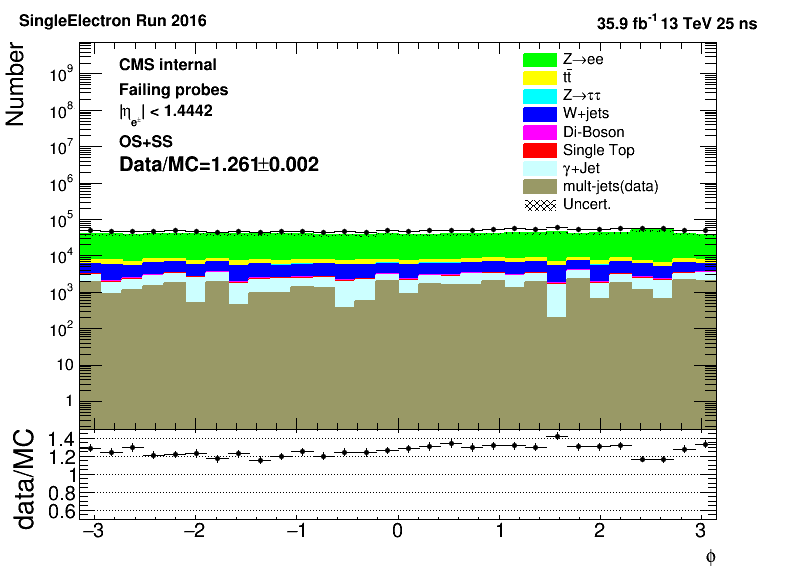 SingleElectron Run 2016
35.9 fb⁻¹ 13 TeV 25 ns
Number
CMS internal
Failing probes
|η_e±| < 1.4442
OS+SS
Data/MC=1.261±0.002
Z→ee
tt̄
Z→ττ
W+jets
Di-Boson
Single Top
γ+Jet
mult-jets(data)
Uncert.
10⁹
10⁸
10⁷
10⁶
10⁵
10⁴
10³
10²
10
1
data/MC
1.4
1.2
1
0.8
0.6
−3 −2 −1 0 1 2 3
ϕ